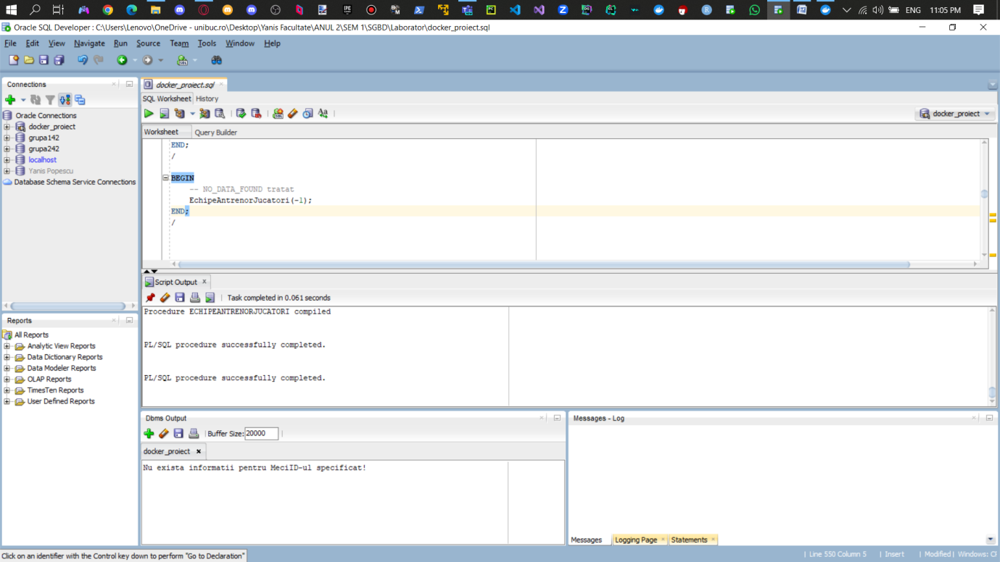 ENG 11:05 PM
Oracle SQL Developer : C:\Users\Lenovo\OneDrive - unibuc.ro\Desktop\Yanis Facultate\ANUL 2\SEM 1\SGBD\Laborator\docker_proiect.sql
File Edit View Navigate Run Source Team Tools Window Help
Connections
Oracle Connections
docker_proiect
grupa142
grupa242
localhost
Yanis Popescu
Database Schema Service Connections
Reports
All Reports
Analytic View Reports
Data Dictionary Reports
Data Modeler Reports
OLAP Reports
TimesTen Reports
User Defined Reports
docker_proiect.sql
SQL Worksheet History
docker_proiect
Worksheet Query Builder
END;
/
BEGIN
-- NO_DATA_FOUND tratat
EchipeAntrenorJucatori(-1);
END;
/
Script Output
Task completed in 0.061 seconds
Procedure ECHIPEANTRENORJUCATORI compiled
PL/SQL procedure successfully completed.
PL/SQL procedure successfully completed.
Dbms Output
Buffer Size: 20000
docker_proiect
Nu exista informatii pentru MeciID-ul specificat!
Messages - Log
Messages Logging Page Statements
Click on an identifier with the Control key down to perform "Go to Declaration"
Line 550 Column 5 | Insert | Modified | Windows: CF